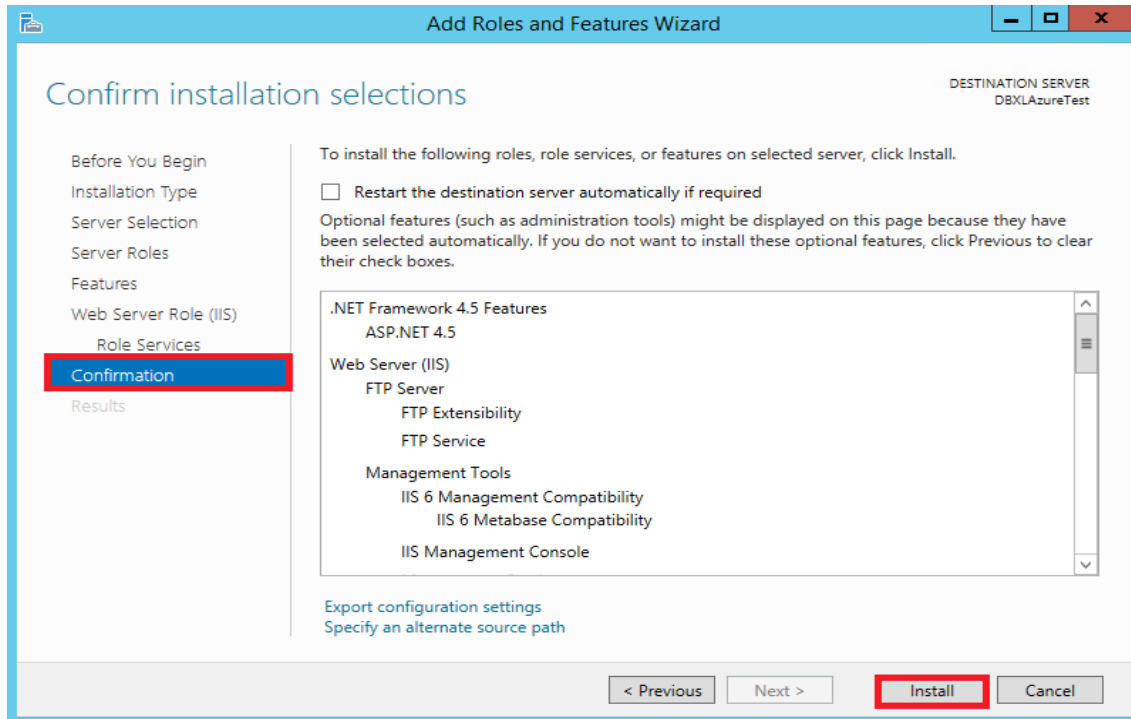 Add Roles and Features Wizard
Confirm installation selections
DESTINATION SERVER
DBXLAzureTest
Before You Begin
Installation Type
Server Selection
Server Roles
Features
Web Server Role (IIS)
Role Services
Confirmation
Results
To install the following roles, role services, or features on selected server, click Install.
Restart the destination server automatically if required
Optional features (such as administration tools) might be displayed on this page because they have
been selected automatically. If you do not want to install these optional features, click Previous to clear
their check boxes.
.NET Framework 4.5 Features
ASP.NET 4.5
Web Server (IIS)
FTP Server
FTP Extensibility
FTP Service
Management Tools
IIS 6 Management Compatibility
IIS 6 Metabase Compatibility
IIS Management Console
Export configuration settings
Specify an alternate source path
< Previous
Next >
Install
Cancel